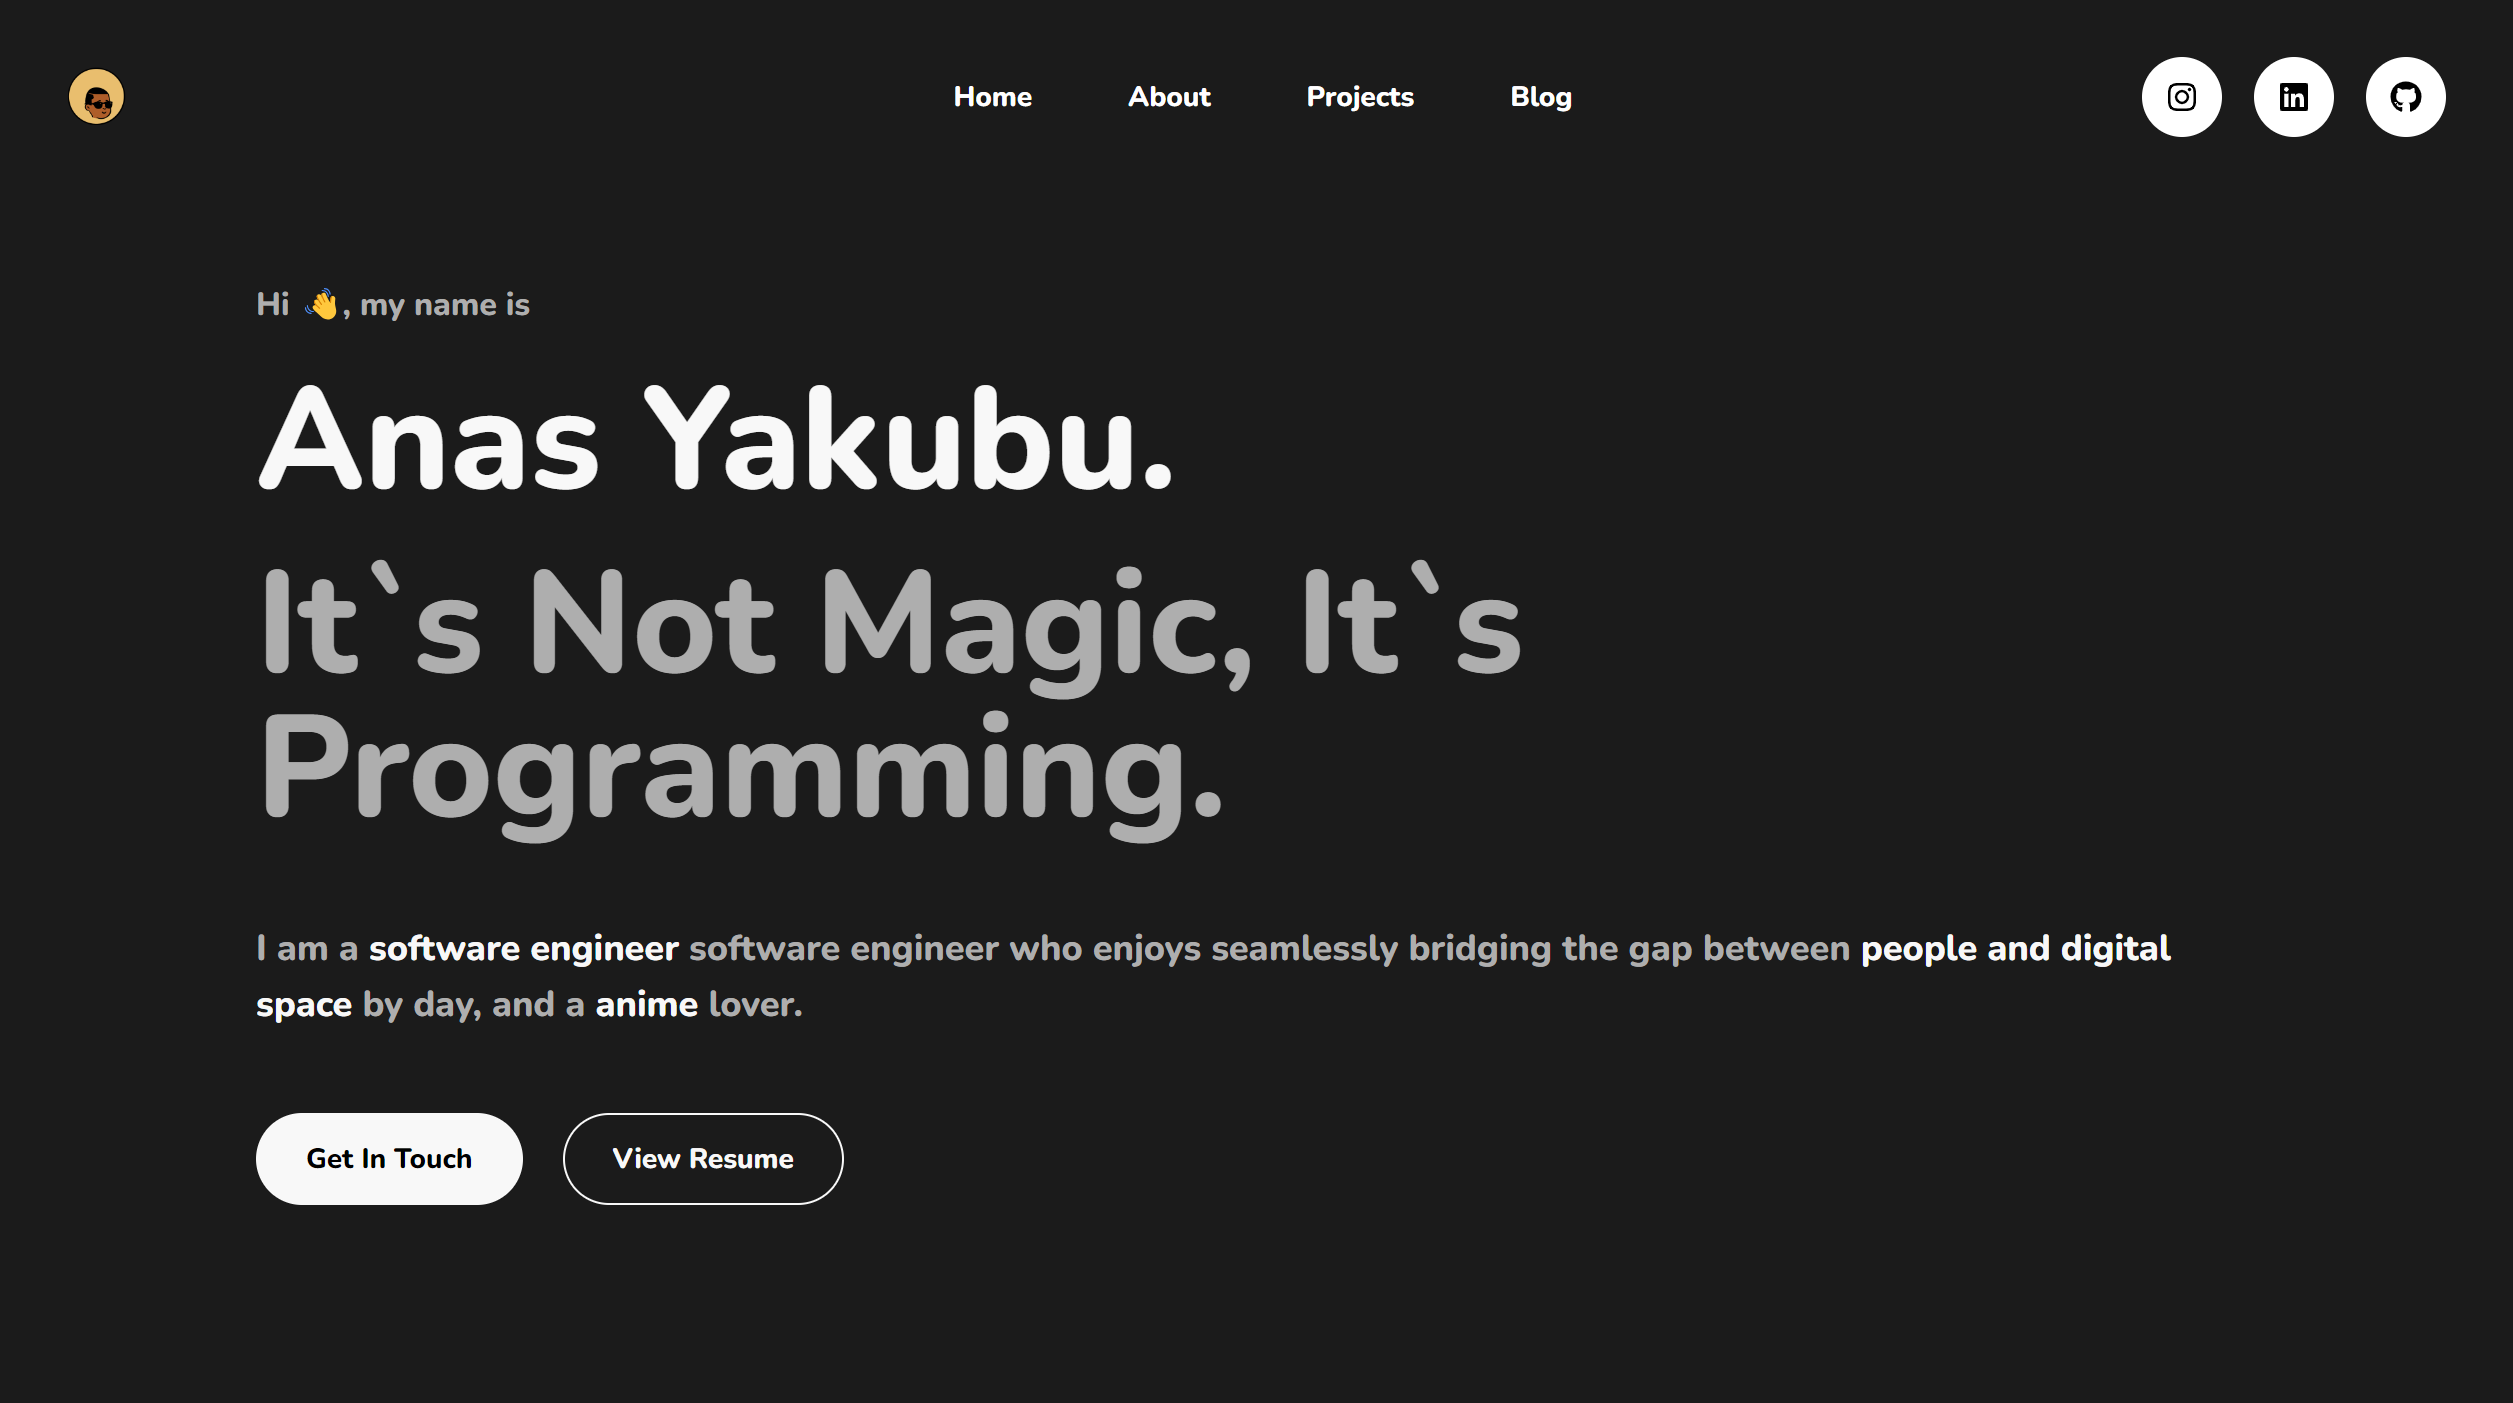 Home About Projects Blog
Hi 👋, my name is
Anas Yakubu.
It`s Not Magic, It`s
Programming.
I am a software engineer software engineer who enjoys seamlessly bridging the gap between people and digital
space by day, and a anime lover.
Get In Touch View Resume